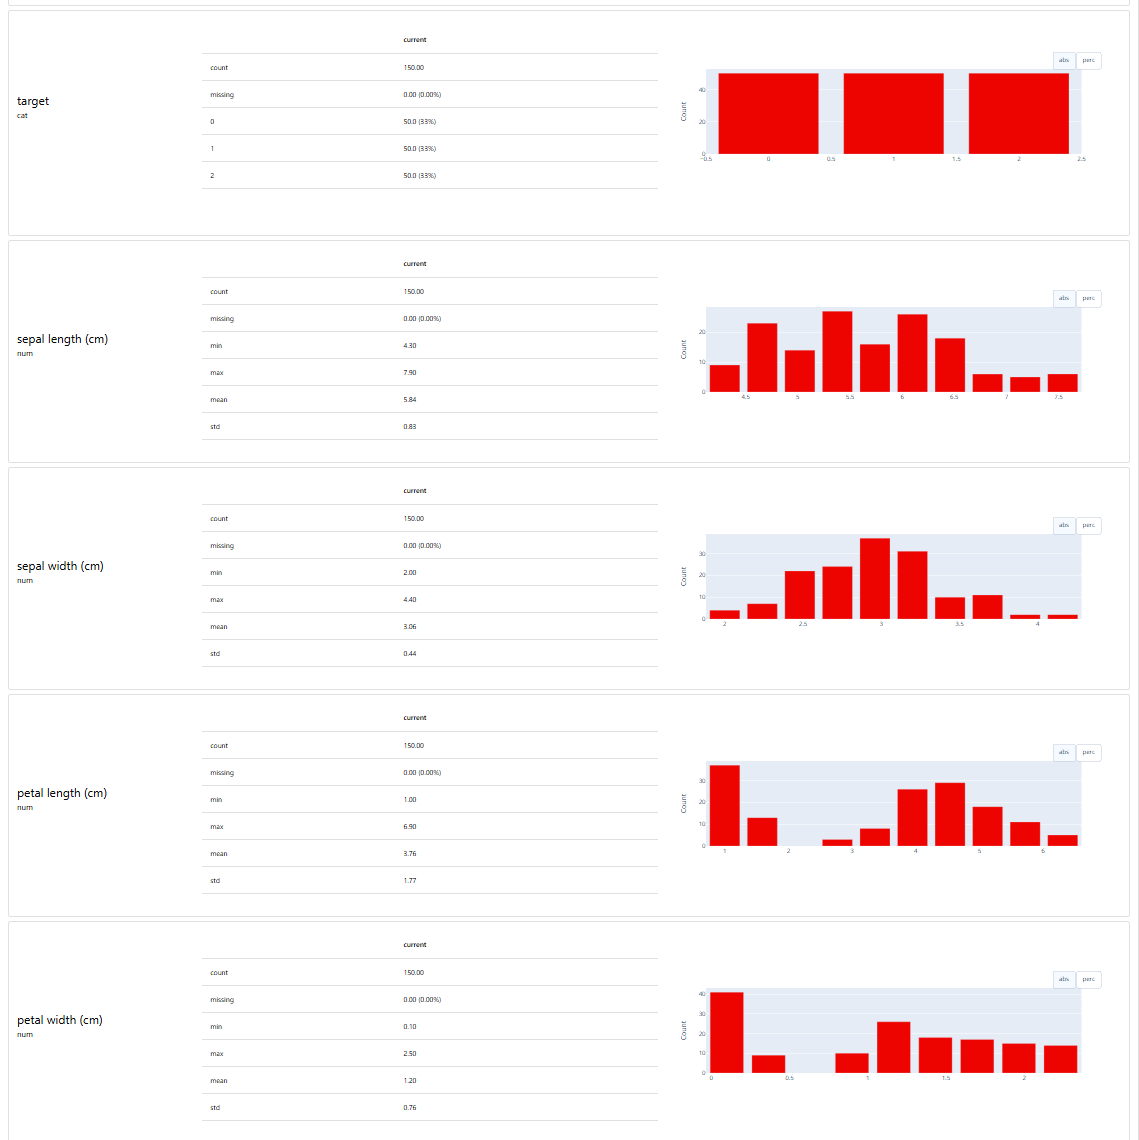 current
abs perc
count 150.00
missing 0.00 (0.00%)
target
cat
0 50.0 (33%)
1 50.0 (33%)
2 50.0 (33%)
Count
40
20
0
−0.5 0 0.5 1 1.5 2 2.5
current
abs perc
count 150.00
missing 0.00 (0.00%)
sepal length (cm)
num
min 4.30
max 7.90
mean 5.84
std 0.83
Count
20
10
0
4.5 5 5.5 6 6.5 7 7.5
current
abs perc
count 150.00
missing 0.00 (0.00%)
sepal width (cm)
num
min 2.00
max 4.40
mean 3.06
std 0.44
Count
30
20
10
0
2 2.5 3 3.5 4
current
abs perc
count 150.00
missing 0.00 (0.00%)
petal length (cm)
num
min 1.00
max 6.90
mean 3.76
std 1.77
Count
30
20
10
0
1 2 3 4 5 6
current
abs perc
count 150.00
missing 0.00 (0.00%)
petal width (cm)
num
min 0.10
max 2.50
mean 1.20
std 0.76
Count
40
30
20
10
0
0 0.5 1 1.5 2